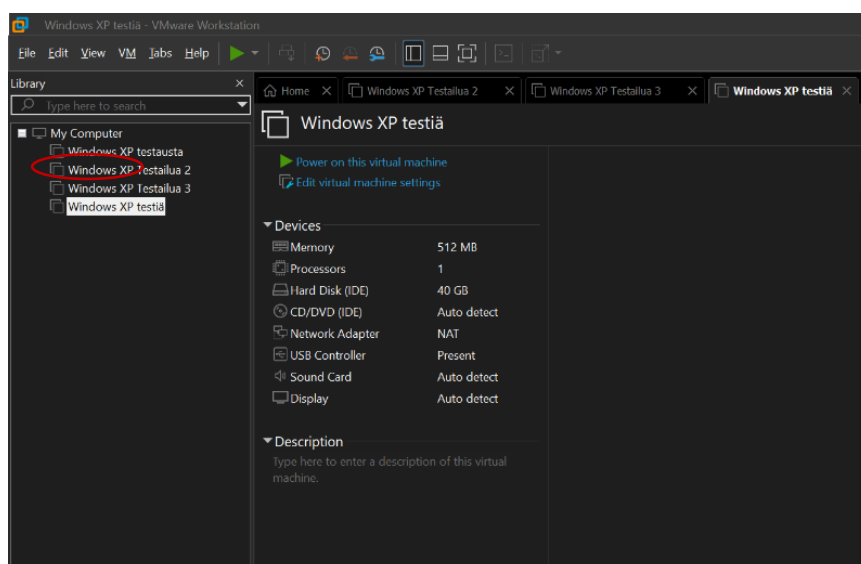 Windows XP testiä - VMware Workstation
File Edit View VM Tabs Help
Library
Type here to search
My Computer
Windows XP testausta
Windows XP Testailua 2
Windows XP Testailua 3
Windows XP testiä
Home Windows XP Testailua 2 Windows XP Testailua 3 Windows XP testiä
Windows XP testiä
Power on this virtual machine
Edit virtual machine settings
Devices
Memory 512 MB
Processors 1
Hard Disk (IDE) 40 GB
CD/DVD (IDE) Auto detect
Network Adapter NAT
USB Controller Present
Sound Card Auto detect
Display Auto detect
Description
Type here to enter a description of this virtual
machine.